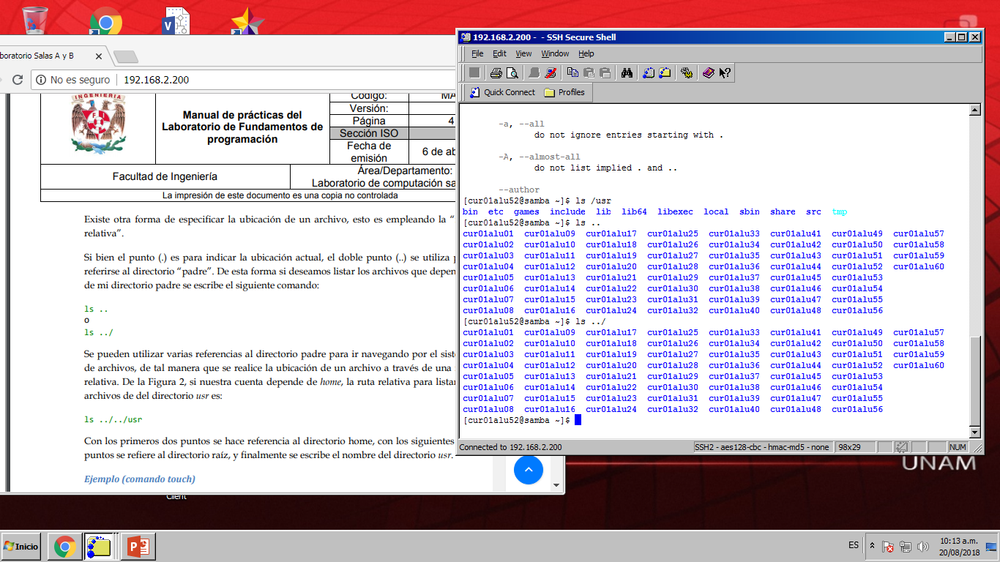 boratorio Salas A y B
No es seguro
192.168.2.200
INGENIERIA
Manual de prácticas del
Laboratorio de Fundamentos de
programación
Código:
MA
Versión:
Página
4
Sección ISO
Fecha de
emisión
6 de ab
Facultad de Ingeniería
Área/Departamento:
Laboratorio de computación sa
La impresión de este documento es una copia no controlada
Existe otra forma de especificar la ubicación de un archivo, esto es empleando la “
relativa”.
Si bien el punto (.) es para indicar la ubicación actual, el doble punto (..) se utiliza p
referirse al directorio “padre”. De esta forma si deseamos listar los archivos que depen
de mi directorio padre se escribe el siguiente comando:
ls ..
o
ls ../
Se pueden utilizar varias referencias al directorio padre para ir navegando por el siste
de archivos, de tal manera que se realice la ubicación de un archivo a través de una
relativa. De la Figura 2, si nuestra cuenta depende de home, la ruta relativa para listar
archivos de del directorio usr es:
ls ../../usr
Con los primeros dos puntos se hace referencia al directorio home, con los siguientes
puntos se refiere al directorio raíz, y finalmente se escribe el nombre del directorio usr.
Ejemplo (comando touch)
Client
192.168.2.200 - - SSH Secure Shell
File Edit View Window Help
Quick Connect Profiles
-a, --all
do not ignore entries starting with .
-A, --almost-all
do not list implied . and ..
--author
[cur01alu52@samba ~]$ ls /usr
bin etc games include lib lib64 libexec local sbin share src tmp
[cur01alu52@samba ~]$ ls ..
cur01alu01 cur01alu09 cur01alu17 cur01alu25 cur01alu33 cur01alu41 cur01alu49 cur01alu57
cur01alu02 cur01alu10 cur01alu18 cur01alu26 cur01alu34 cur01alu42 cur01alu50 cur01alu58
cur01alu03 cur01alu11 cur01alu19 cur01alu27 cur01alu35 cur01alu43 cur01alu51 cur01alu59
cur01alu04 cur01alu12 cur01alu20 cur01alu28 cur01alu36 cur01alu44 cur01alu52 cur01alu60
cur01alu05 cur01alu13 cur01alu21 cur01alu29 cur01alu37 cur01alu45 cur01alu53
cur01alu06 cur01alu14 cur01alu22 cur01alu30 cur01alu38 cur01alu46 cur01alu54
cur01alu07 cur01alu15 cur01alu23 cur01alu31 cur01alu39 cur01alu47 cur01alu55
cur01alu08 cur01alu16 cur01alu24 cur01alu32 cur01alu40 cur01alu48 cur01alu56
[cur01alu52@samba ~]$ ls ../
cur01alu01 cur01alu09 cur01alu17 cur01alu25 cur01alu33 cur01alu41 cur01alu49 cur01alu57
cur01alu02 cur01alu10 cur01alu18 cur01alu26 cur01alu34 cur01alu42 cur01alu50 cur01alu58
cur01alu03 cur01alu11 cur01alu19 cur01alu27 cur01alu35 cur01alu43 cur01alu51 cur01alu59
cur01alu04 cur01alu12 cur01alu20 cur01alu28 cur01alu36 cur01alu44 cur01alu52 cur01alu60
cur01alu05 cur01alu13 cur01alu21 cur01alu29 cur01alu37 cur01alu45 cur01alu53
cur01alu06 cur01alu14 cur01alu22 cur01alu30 cur01alu38 cur01alu46 cur01alu54
cur01alu07 cur01alu15 cur01alu23 cur01alu31 cur01alu39 cur01alu47 cur01alu55
cur01alu08 cur01alu16 cur01alu24 cur01alu32 cur01alu40 cur01alu48 cur01alu56
[cur01alu52@samba ~]$
Connected to 192.168.2.200
SSH2 - aes128-cbc - hmac-md5 - none
98x29
NUM
UNAM
Inicio
ES
10:13 a.m.
20/08/2018